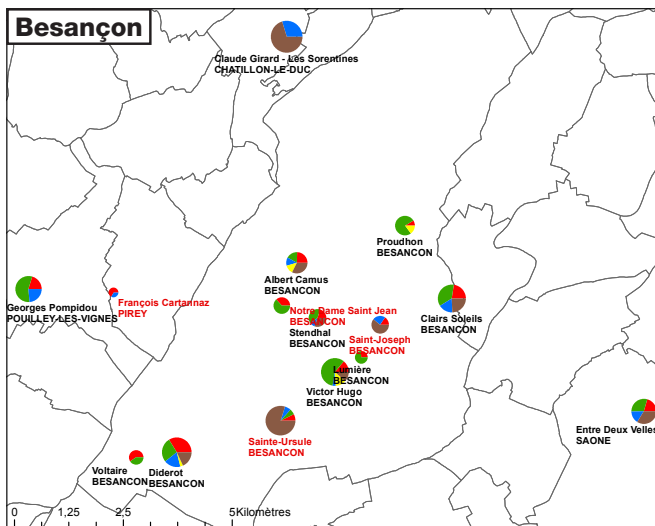 Besançon
Claude Girard - Les Sorentines
CHATILLON-LE-DUC
Proudhon
BESANCON
Albert Camus
BESANCON
Georges Pompidou
POUILLEY-LES-VIGNES
François Cartannaz
PIREY
Notre Dame Saint Jean
BESANCON
Stendhal
BESANCON
Clairs Soleils
BESANCON
Saint-Joseph
BESANCON
Lumière
BESANCON
Victor Hugo
BESANCON
Sainte-Ursule
BESANCON
Entre Deux Velles
SAONE
Voltaire
BESANCON
Diderot
BESANCON
0 1,25 2,5 5Kilomètres